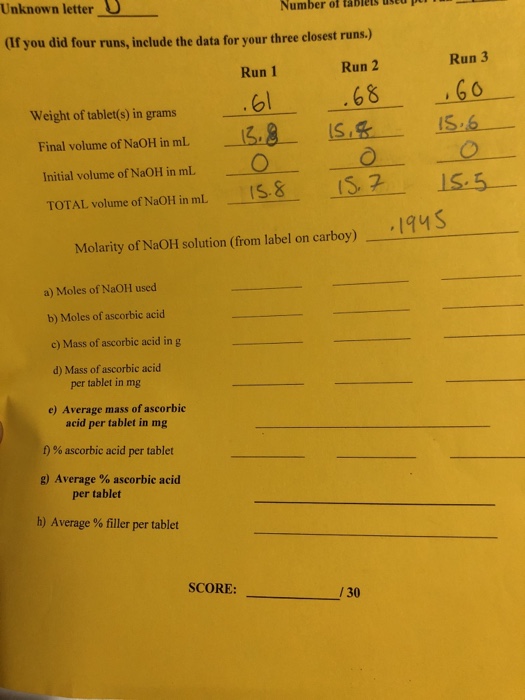 Unknown letter D
Number of tablets used per
(If you did four runs, include the data for your three closest runs.)
Run 1 Run 2 Run 3
Weight of tablet(s) in grams .61 .68 .60
Final volume of NaOH in mL 15.8 15.6
Initial volume of NaOH in mL 0 0 0
TOTAL volume of NaOH in mL 15.8 15.7 15.5
Molarity of NaOH solution (from label on carboy) .1945
a) Moles of NaOH used
b) Moles of ascorbic acid
c) Mass of ascorbic acid in g
d) Mass of ascorbic acid
per tablet in mg
e) Average mass of ascorbic
acid per tablet in mg
f) % ascorbic acid per tablet
g) Average % ascorbic acid
per tablet
h) Average % filler per tablet
SCORE: / 30